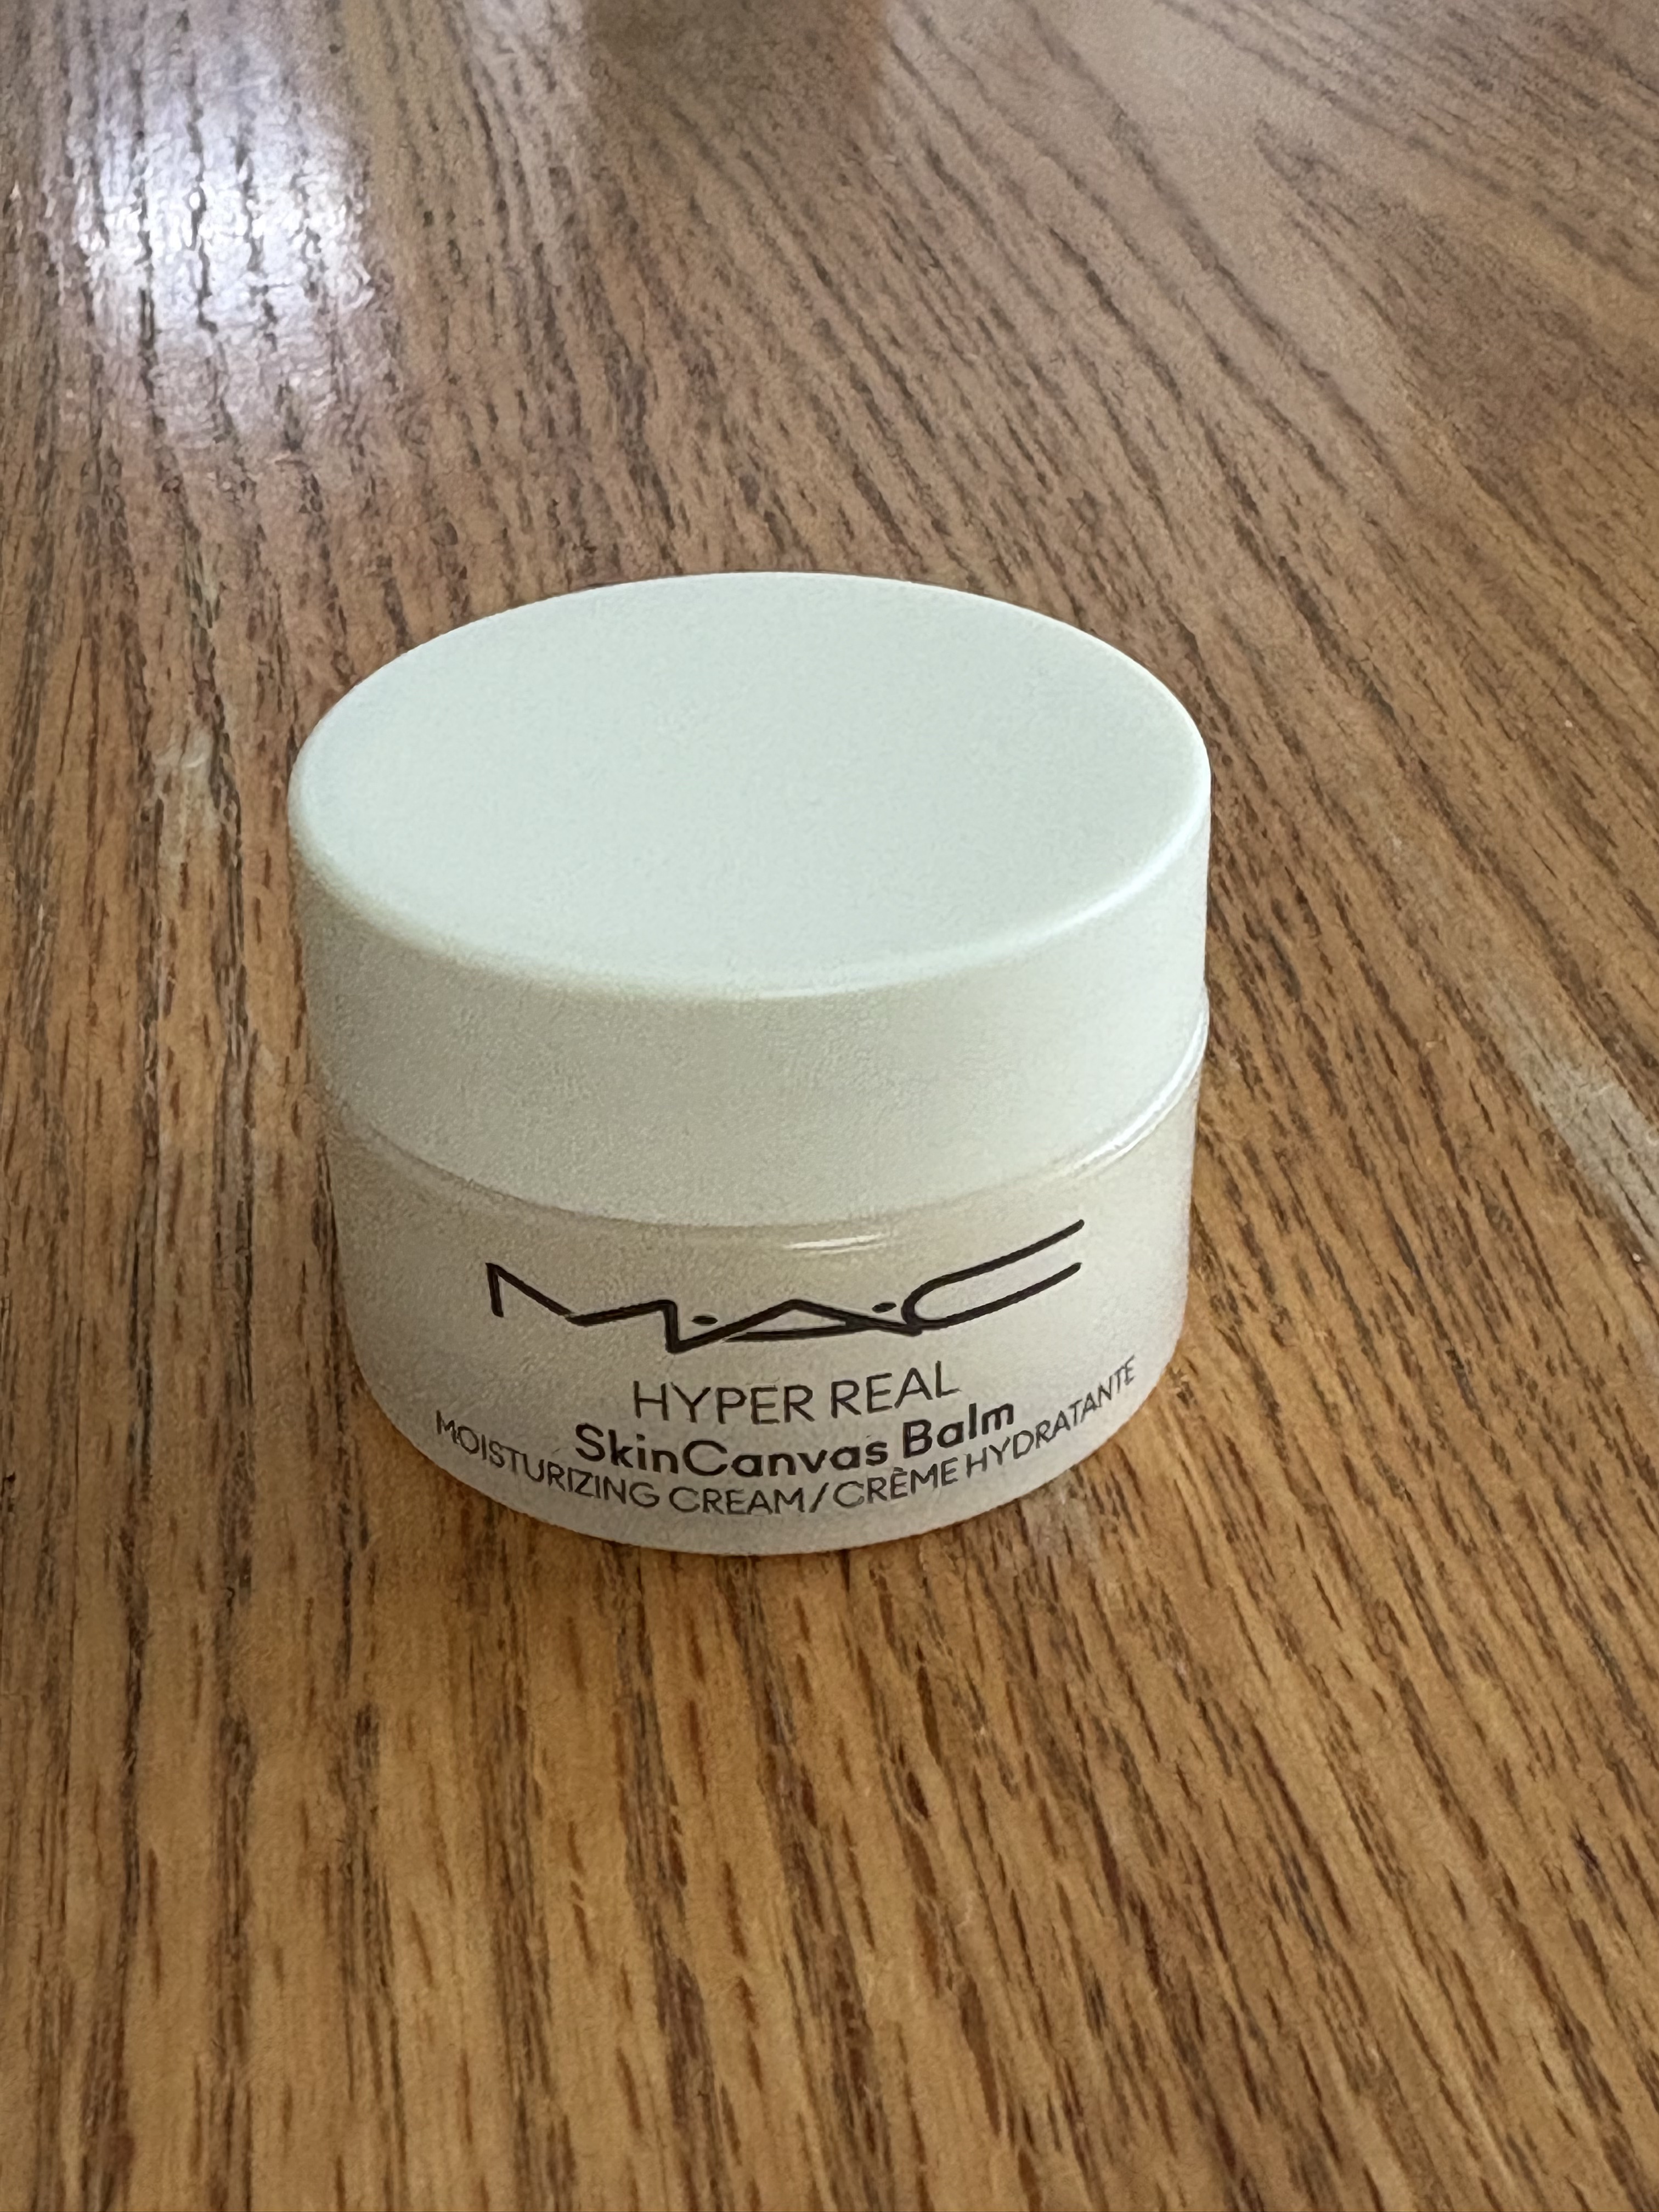 M·A·C
HYPER REAL
SkinCanvas Balm
MOISTURIZING CREAM/CRÈME HYDRATANTE